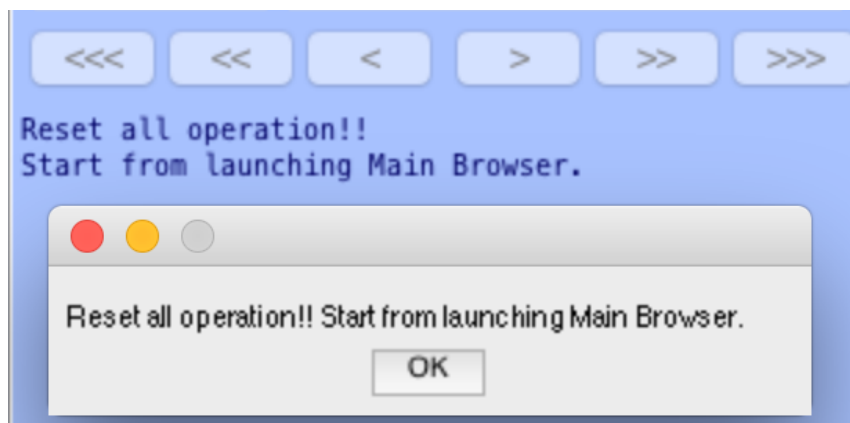 <<< << < > >> >>>
Reset all operation!!
Start from launching Main Browser.
Reset all operation!! Start from launching Main Browser.
OK